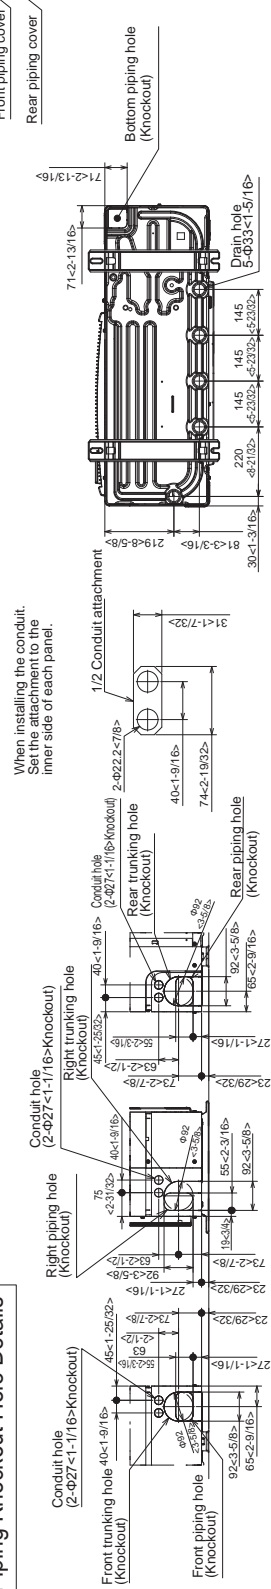 iping Knockout Hole Details
Conduit hole
(2-Φ27<1-1/16>Knockout)
Front trunking hole
(Knockout)
40<1-9/16>
45<1-25/32>
63
<2-1/2>
55<2-3/16>
73<2-7/8>
Φ92
<3-5/8>
27<1-1/16>
23<29/32>
Front piping hole
(Knockout)
92<3-5/8>
65<2-9/16>
Right piping hole
(Knockout)
Conduit hole
(2-Φ27<1-1/16>Knockout)
Right trunking hole
(Knockout)
75
<2-31/32>
40<1-9/16>
63<2-1/2>
92<3-5/8>
27<1-1/16>
23<29/32>
73<2-7/8>
Φ92
<3-5/8>
19<3/4>
55<2-3/16>
92<3-5/8>
45<1-25/32>
40<1-9/16>
Conduit hole
(2-Φ27<1-1/16>Knockout)
Rear trunking hole
(Knockout)
55<2-3/16>
63<2-1/2>
73<2-7/8>
23<29/32>
27<1-1/16>
Φ92
<3-5/8>
92<3-5/8>
65<2-9/16>
Rear piping hole
(Knockout)
When installing the conduit.
Set the attachment to the
inner side of each panel.
1/2 Conduit attachment
2-Φ22.2<7/8>
31<1-7/32>
40<1-9/16>
74<2-19/32>
219<8-5/8>
81<3-3/16>
30<1-3/16>
220
<8-21/32>
145
<5-23/32>
145
<5-23/32>
145
<5-23/32>
Drain hole
5-Φ33<1-5/16>
71<2-13/16>
71<2-13/16>
Bottom piping hole
(Knockout)
Front piping cover
Rear piping cover